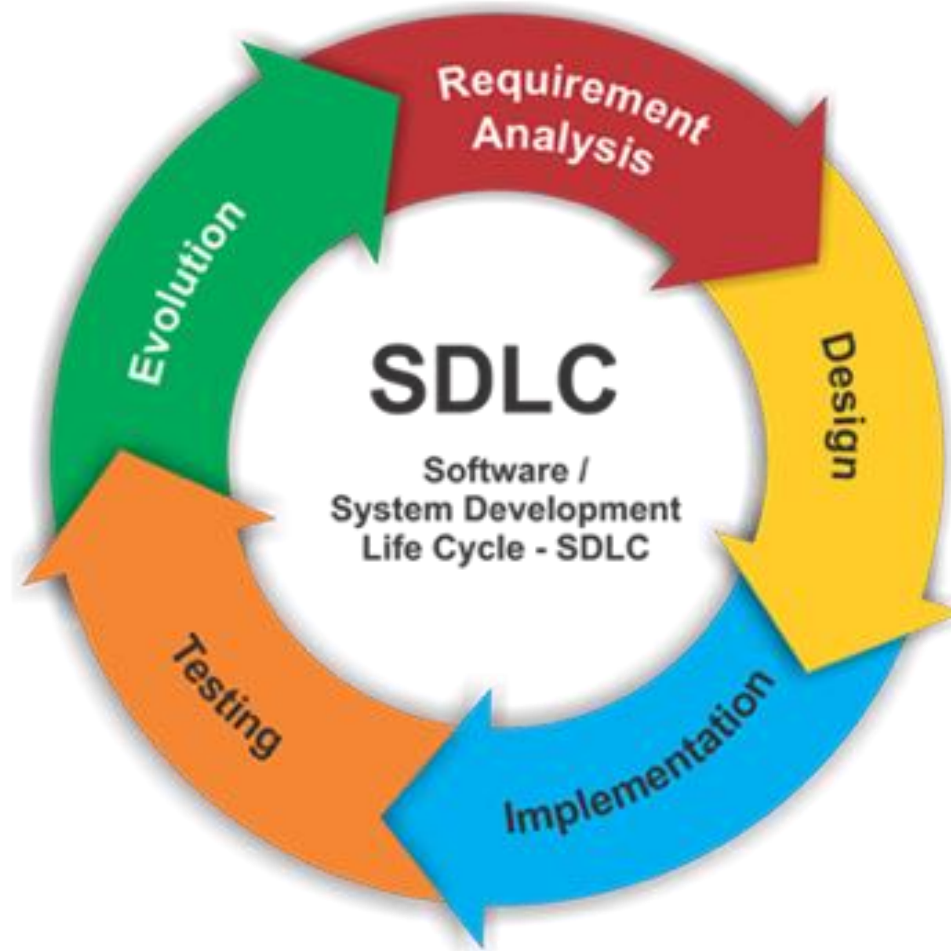 Requirement
Analysis
Design
Implementation
Testing
Evolution
SDLC
Software /
System Development
Life Cycle - SDLC